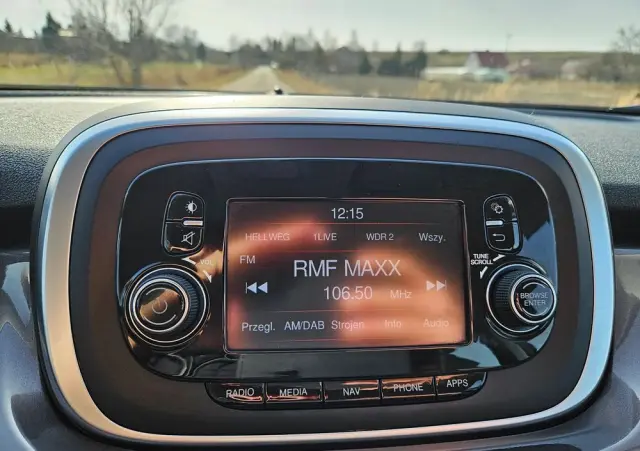 12:15
HELLWEG 1LIVE WDR 2 Wszy.
FM
RMF MAXX
106.50 MHz
Przegl. AM/DAB Strojen Info Audio
VOL
TUNE
SCROLL
BROWSE
ENTER
RADIO MEDIA NAV PHONE APPS